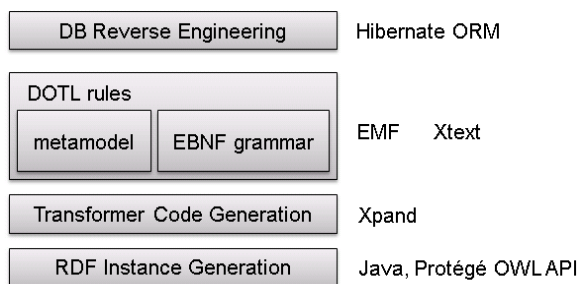 DB Reverse Engineering Hibernate ORM
DOTL rules
metamodel EBNF grammar EMF Xtext
Transformer Code Generation Xpand
RDF Instance Generation Java, Protégé OWL API